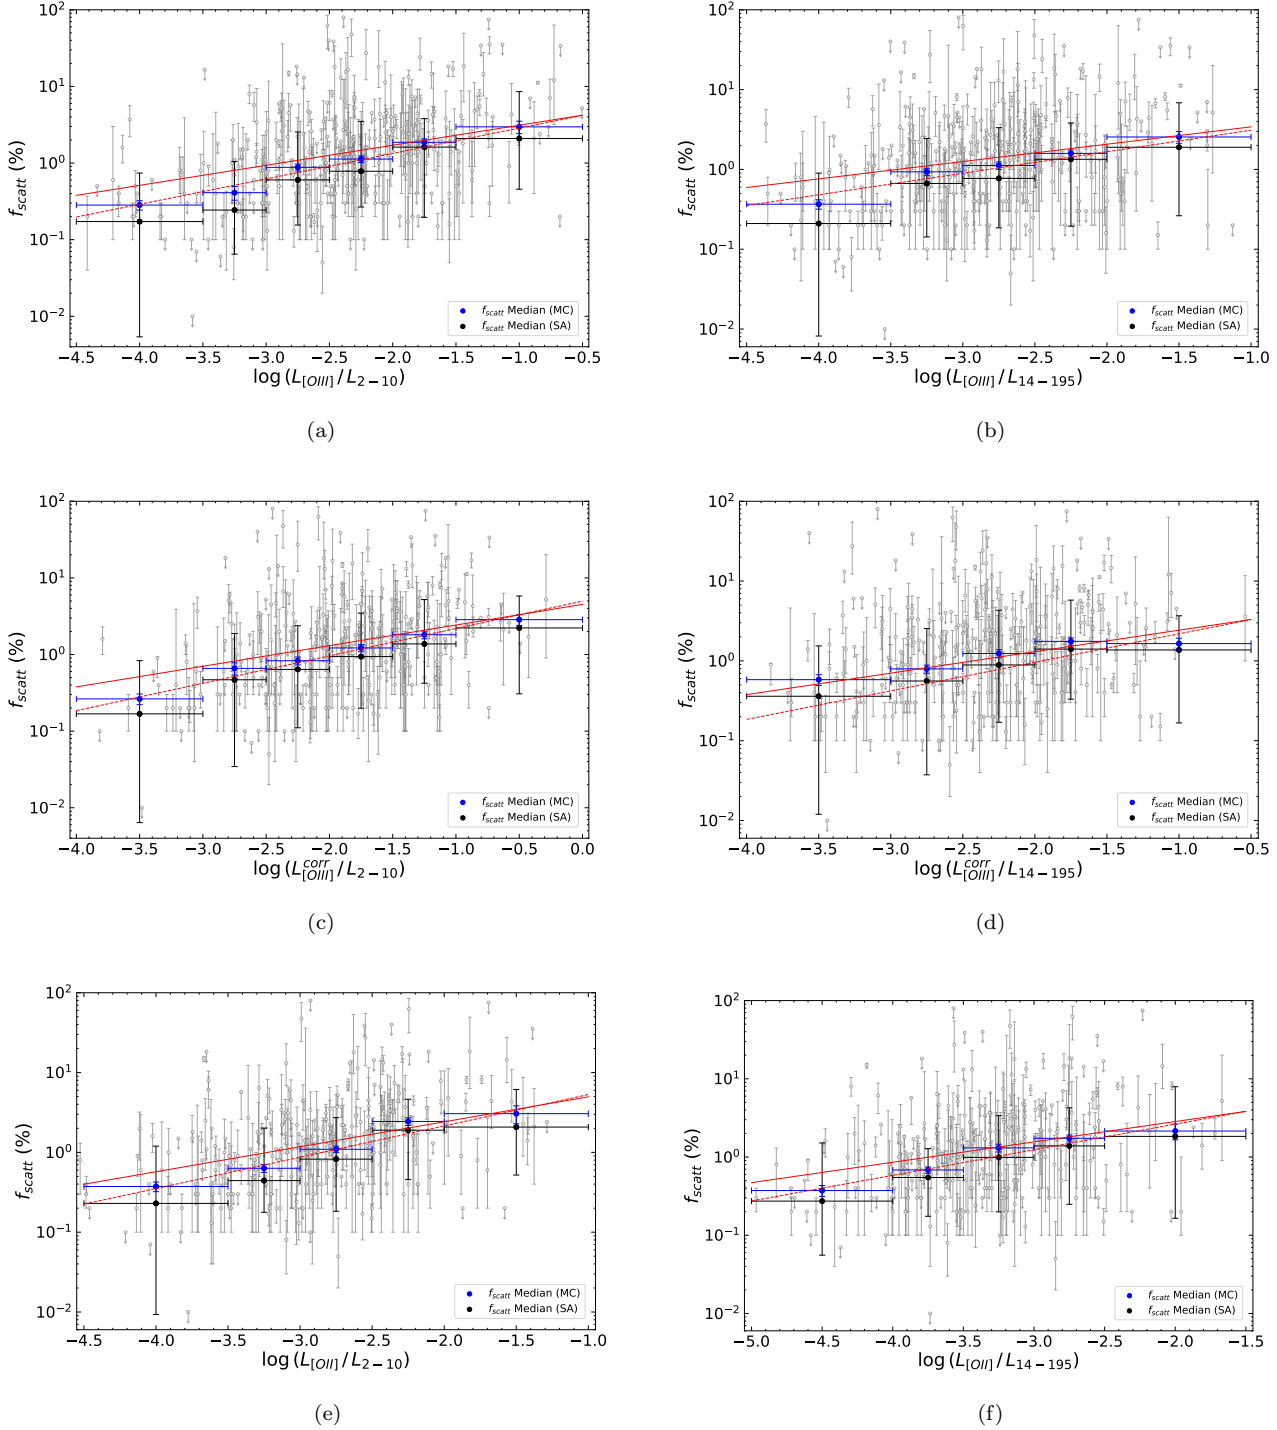 10² 10¹ 10⁰ 10⁻¹ 10⁻²
f_scatt (%)
f_scatt Median (MC)
f_scatt Median (SA)
−4.5 −4.0 −3.5 −3.0 −2.5 −2.0 −1.5 −1.0 −0.5
log (L_[OIII] / L_2−10)
(a)
10² 10¹ 10⁰ 10⁻¹ 10⁻²
f_scatt (%)
f_scatt Median (MC)
f_scatt Median (SA)
−4.5 −4.0 −3.5 −3.0 −2.5 −2.0 −1.5 −1.0
log (L_[OIII] / L_14−195)
(b)
10² 10¹ 10⁰ 10⁻¹ 10⁻²
f_scatt (%)
f_scatt Median (MC)
f_scatt Median (SA)
−4.0 −3.5 −3.0 −2.5 −2.0 −1.5 −1.0 −0.5 0.0
log (L^corr_[OIII] / L_2−10)
(c)
10² 10¹ 10⁰ 10⁻¹ 10⁻²
f_scatt (%)
f_scatt Median (MC)
f_scatt Median (SA)
−4.0 −3.5 −3.0 −2.5 −2.0 −1.5 −1.0 −0.5
log (L^corr_[OIII] / L_14−195)
(d)
10² 10¹ 10⁰ 10⁻¹ 10⁻²
f_scatt (%)
f_scatt Median (MC)
f_scatt Median (SA)
−4.5 −4.0 −3.5 −3.0 −2.5 −2.0 −1.5 −1.0
log (L_[OII] / L_2−10)
(e)
10² 10¹ 10⁰ 10⁻¹ 10⁻²
f_scatt (%)
f_scatt Median (MC)
f_scatt Median (SA)
−5.0 −4.5 −4.0 −3.5 −3.0 −2.5 −2.0 −1.5
log (L_[OII] / L_14−195)
(f)